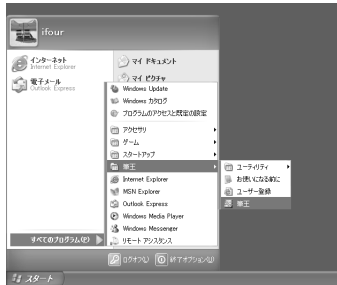 ifour
インターネット
Internet Explorer
電子メール
Outlook Express
マイ ドキュメント
マイ ピクチャ
Windows Update
Windows カタログ
プログラムのアクセスと既定の設定
アクセサリ
ゲーム
スタートアップ
筆王
Internet Explorer
MSN Explorer
Outlook Express
Windows Media Player
Windows Messenger
リモート アシスタンス
ユーティリティ
お使いになる前に
ユーザー登録
筆王
すべてのプログラム(P)
ログオフ(L)
終了オプション(U)
スタート